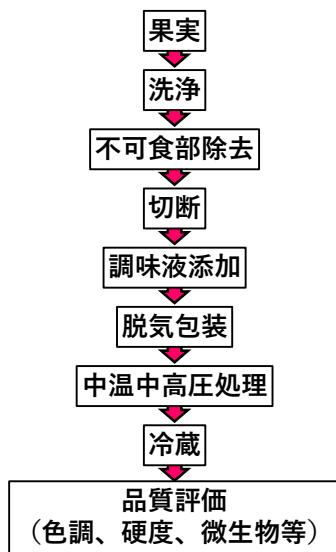 果実
洗浄
不可食部除去
切断
調味液添加
脱気包装
中温中高圧処理
冷蔵
品質評価
（色調、硬度、微生物等）